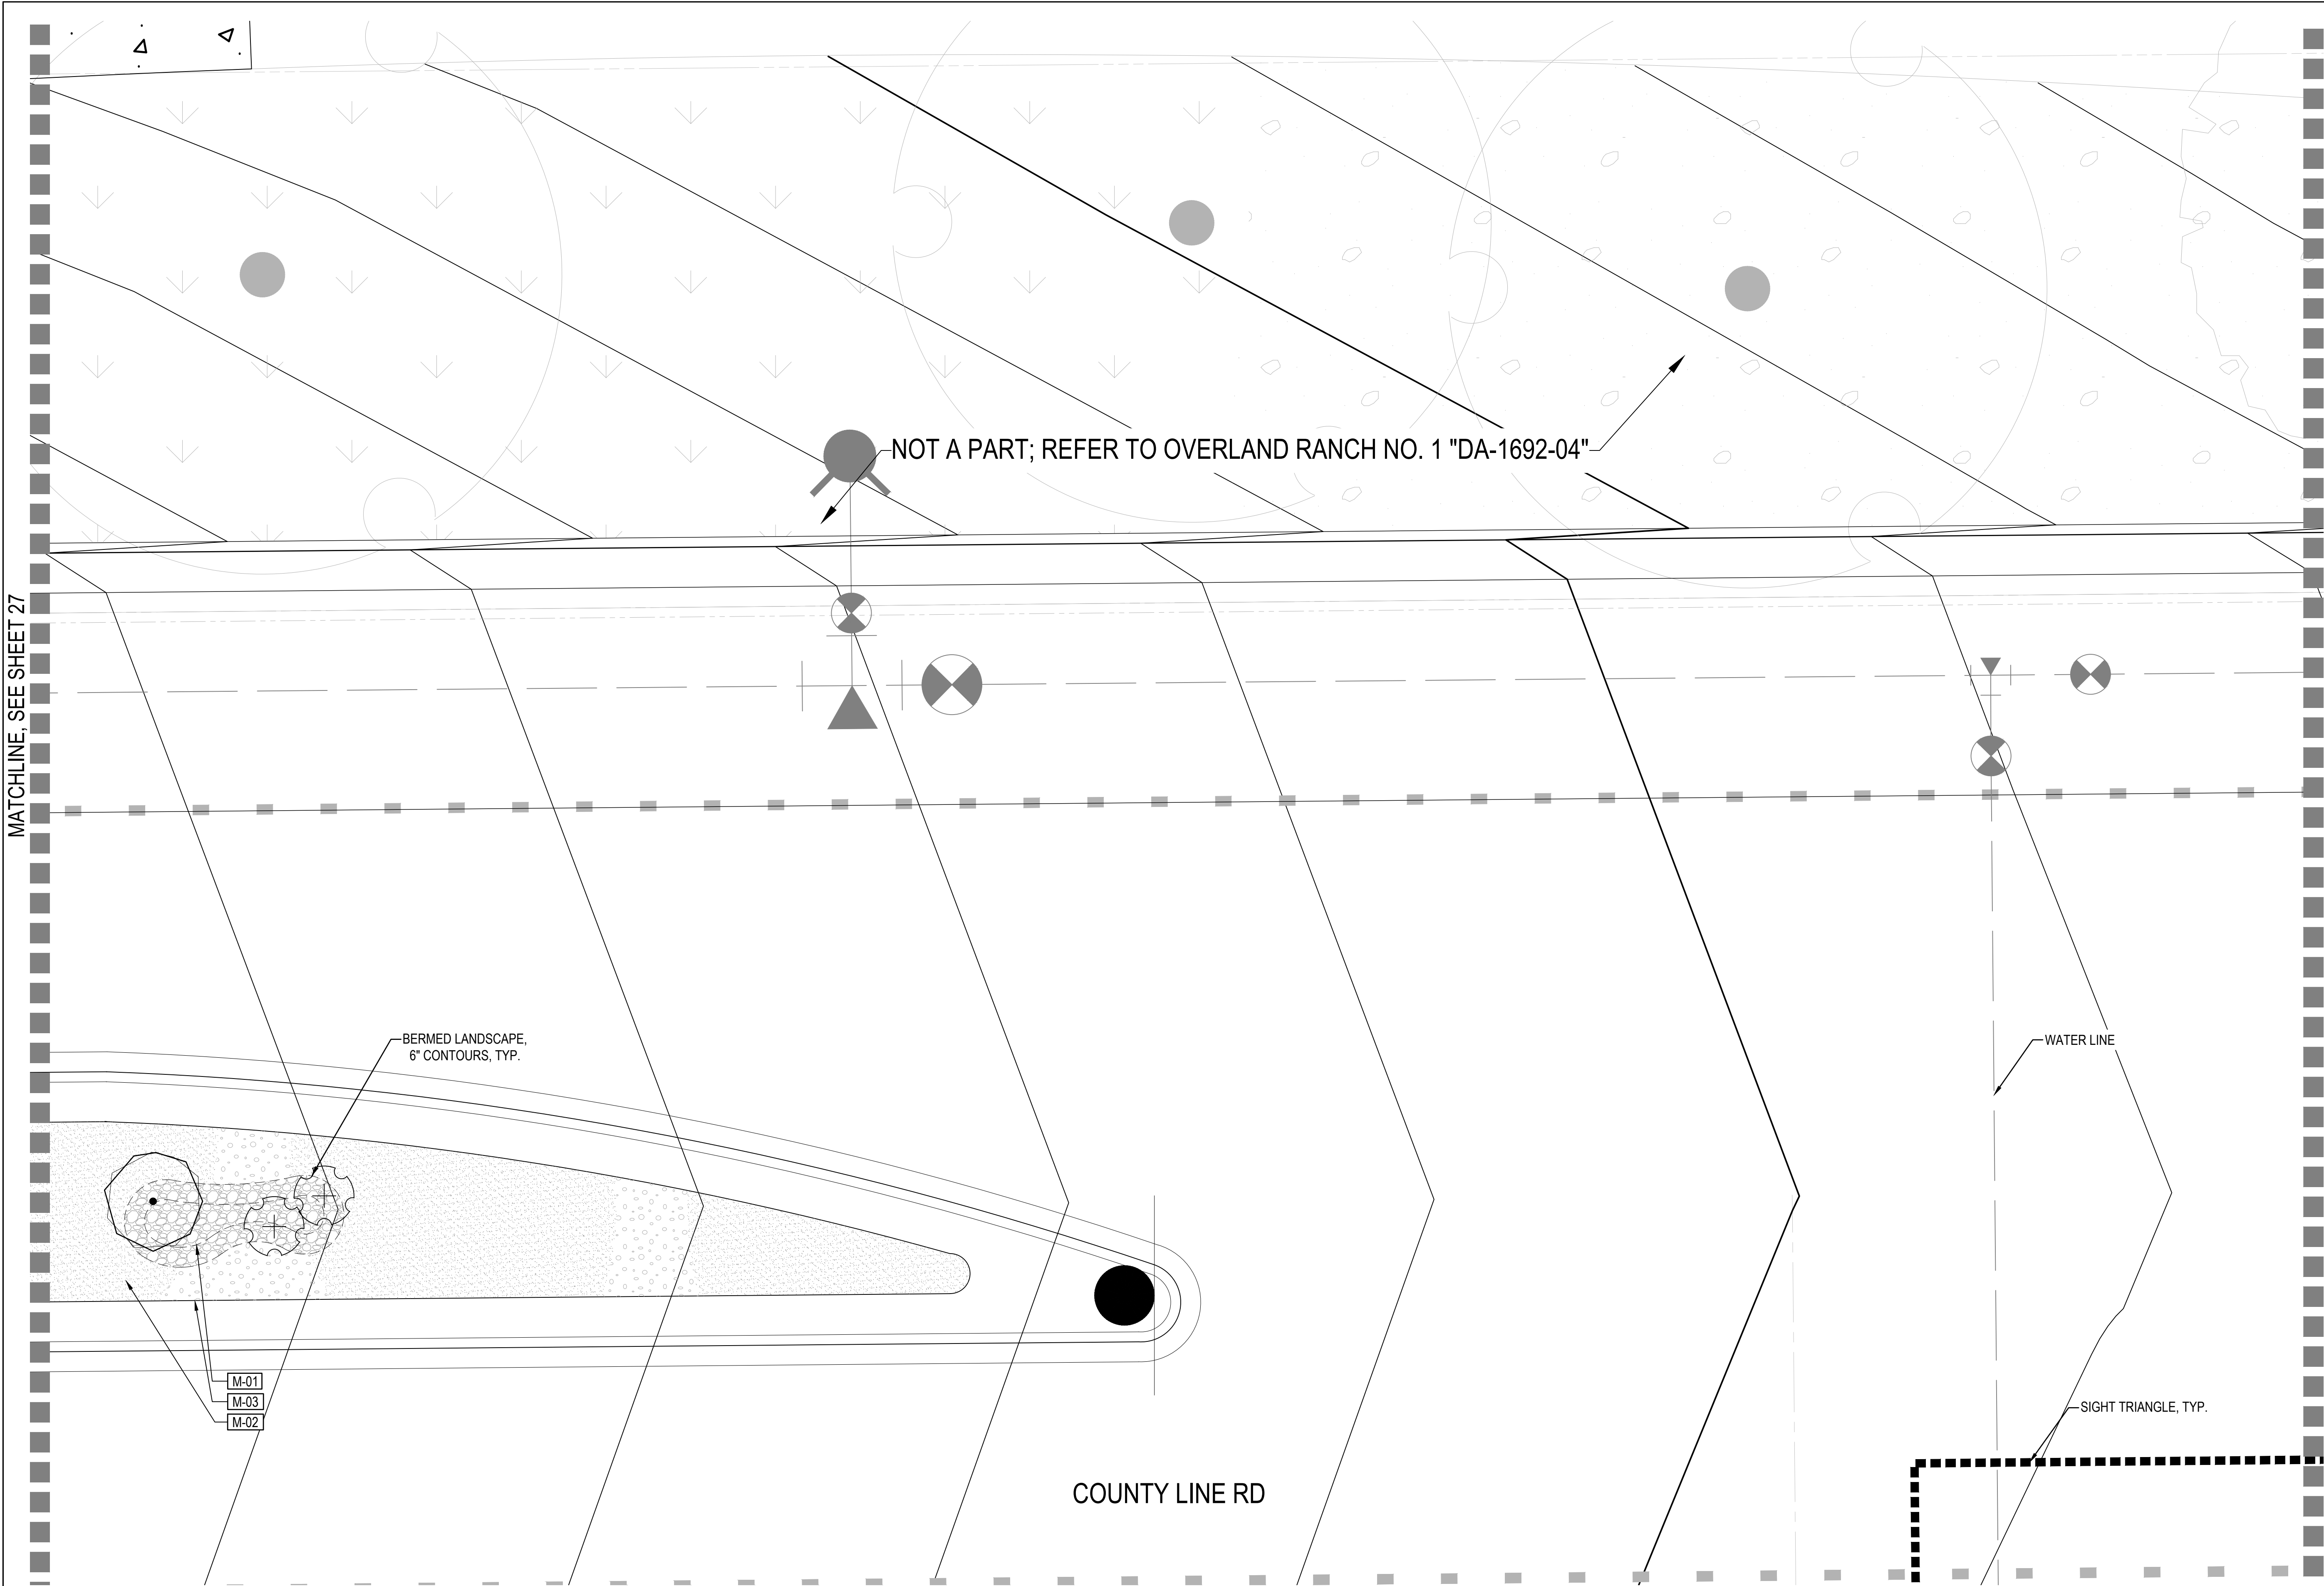 NOT A PART; REFER TO OVERLAND RANCH NO. 1 "DA-1692-04"
MATCHLINE, SEE SHEET 27
BERMED LANDSCAPE,
6" CONTOURS, TYP.
WATER LINE
M-01
M-03
M-02
SIGHT TRIANGLE, TYP.
COUNTY LINE RD